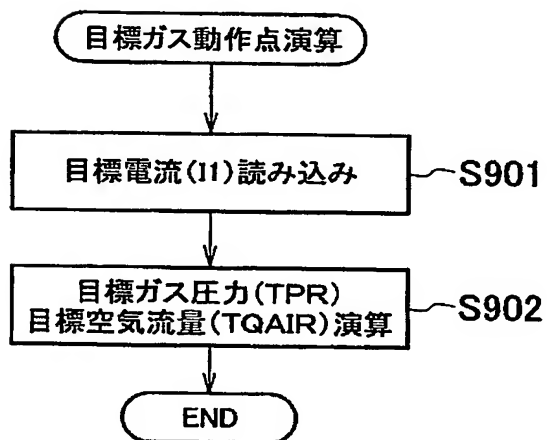 目標ガス動作点演算
目標電流(I1)読み込み
S901
目標ガス圧力(TPR)
目標空気流量(TQAIR)演算
S902
END